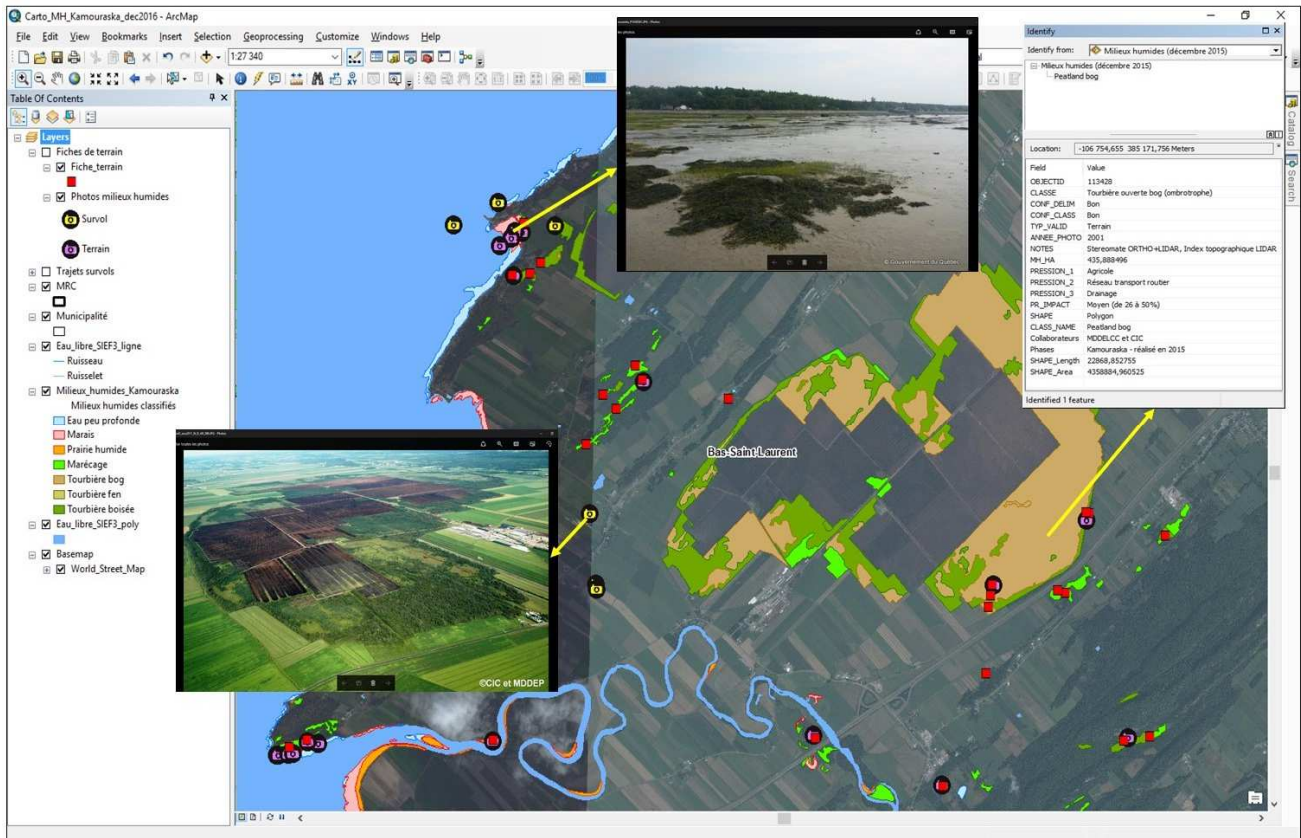 Carto_MH_Kamouraska_dec2016 - ArcMap
File Edit View Bookmarks Insert Selection Geoprocessing Customize Windows Help
1:27 340
Table Of Contents
Layers
Fiches de terrain
Fiche_terrain
Photos milieux humides
Survol
Terrain
Trajets survols
MRC
Municipalité
Eau_libre_SIEF3_ligne
Ruisseau
Ruisselet
Milieux_humides_Kamouraska
Milieux humides classifiés
Eau peu profonde
Marais
Prairie humide
Marécage
Tourbière bog
Tourbière fen
Tourbière boisée
Eau_libre_SIEF3_poly
Basemap
World_Street_Map
© Gouvernement du Québec
©CIC et MDDEP
Bas-Saint-Laurent
Identify
Identify from: Milieux humides (décembre 2015)
Milieux humides (décembre 2015)
Peatland bog
Location: -106 754,655 385 171,756 Meters
Field Value
OBJECTID 113428
CLASSE Tourbière ouverte bog (ombrotrophe)
CONF_DELIM Bon
CONF_CLASS Bon
TYP_VALID Terrain
ANNEE_PHOTO 2001
NOTES Stereomate ORTHO+LIDAR, Index topographique LIDAR
MH_HA 435,888496
PRESSION_1 Agricole
PRESSION_2 Réseau transport routier
PRESSION_3 Drainage
PR_IMPACT Moyen (de 26 à 50%)
SHAPE Polygon
CLASS_NAME Peatland bog
Collaborateurs MDDELCC et CIC
Phases Kamouraska - réalisé en 2015
SHAPE_Length 22868,852755
SHAPE_Area 4358884,960525
Identified 1 feature
Catalog
Search